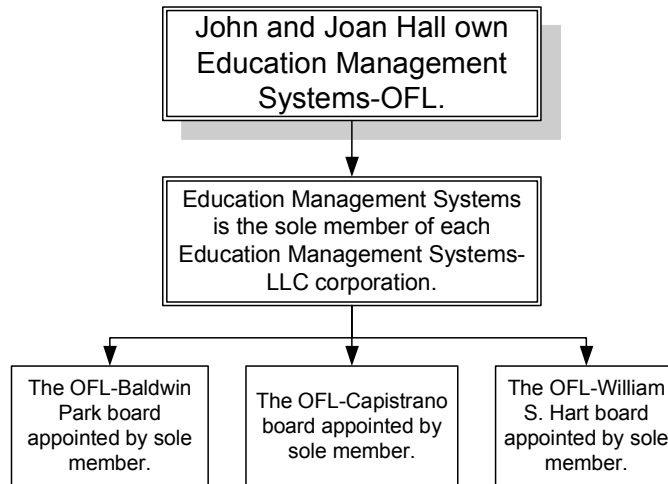 John and Joan Hall own
Education Management
Systems-OFL.
Education Management Systems
is the sole member of each
Education Management Systems-
LLC corporation.
The OFL-Baldwin
Park board
appointed by sole
member.
The OFL-Capistrano
board appointed by
sole member.
The OFL-William
S. Hart board
appointed by sole
member.